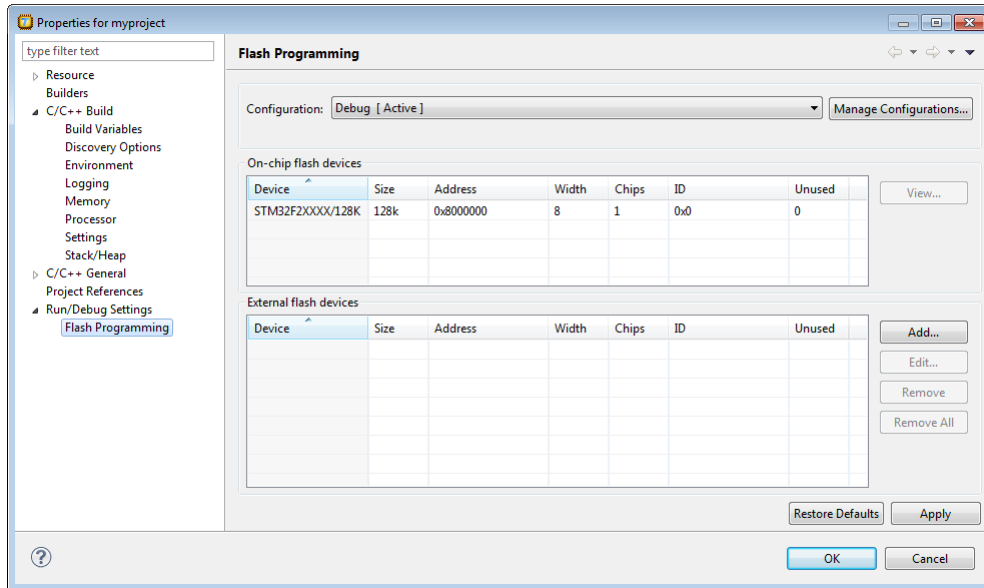 Properties for myproject
type filter text
Resource
Builders
C/C++ Build
Build Variables
Discovery Options
Environment
Logging
Memory
Processor
Settings
Stack/Heap
C/C++ General
Project References
Run/Debug Settings
Flash Programming
Flash Programming
Configuration: Debug [ Active ] Manage Configurations...
On-chip flash devices
Device Size Address Width Chips ID Unused
STM32F2XXXX/128K 128k 0x8000000 8 1 0x0 0
View...
External flash devices
Device Size Address Width Chips ID Unused
Add...
Edit...
Remove
Remove All
Restore Defaults Apply
? OK Cancel